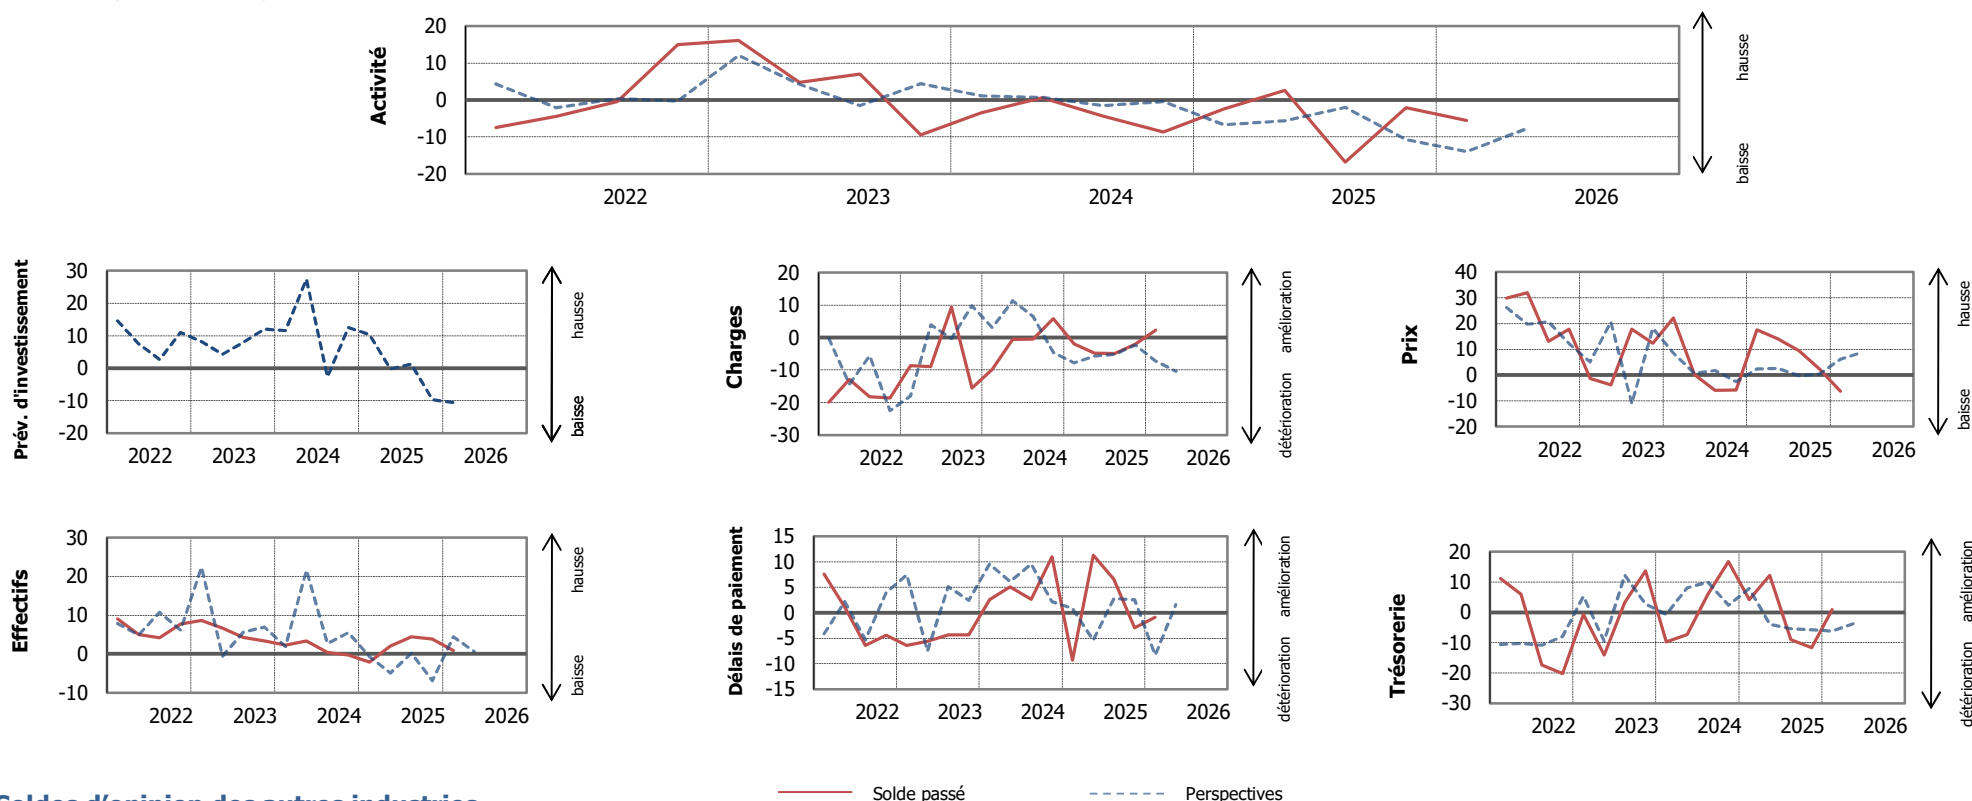 Activité
20
10
0
-10
-20
2022 2023 2024 2025 2026
hausse
baisse
Prév. d'investissement
30
20
10
0
-10
-20
2022 2023 2024 2025 2026
hausse
baisse
Charges
20
10
0
-10
-20
-30
2022 2023 2024 2025 2026
amélioration
détérioration
Prix
40
30
20
10
0
-10
-20
2022 2023 2024 2025 2026
hausse
baisse
Effectifs
30
20
10
0
-10
2022 2023 2024 2025 2026
hausse
baisse
Délais de paiement
15
10
5
0
-5
-10
-15
2022 2023 2024 2025 2026
amélioration
détérioration
Trésorerie
20
10
0
-10
-20
-30
2022 2023 2024 2025 2026
amélioration
détérioration
Solde passé Perspectives
Soldes d'opinion des autres industries